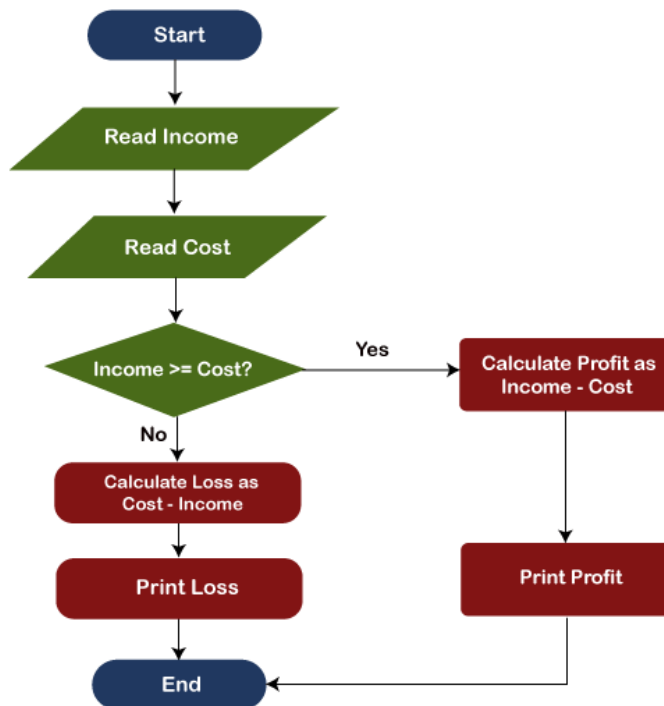 Start
Read Income
Read Cost
Income >= Cost?
Yes
Calculate Profit as
Income - Cost
No
Calculate Loss as
Cost - Income
Print Loss
Print Profit
End